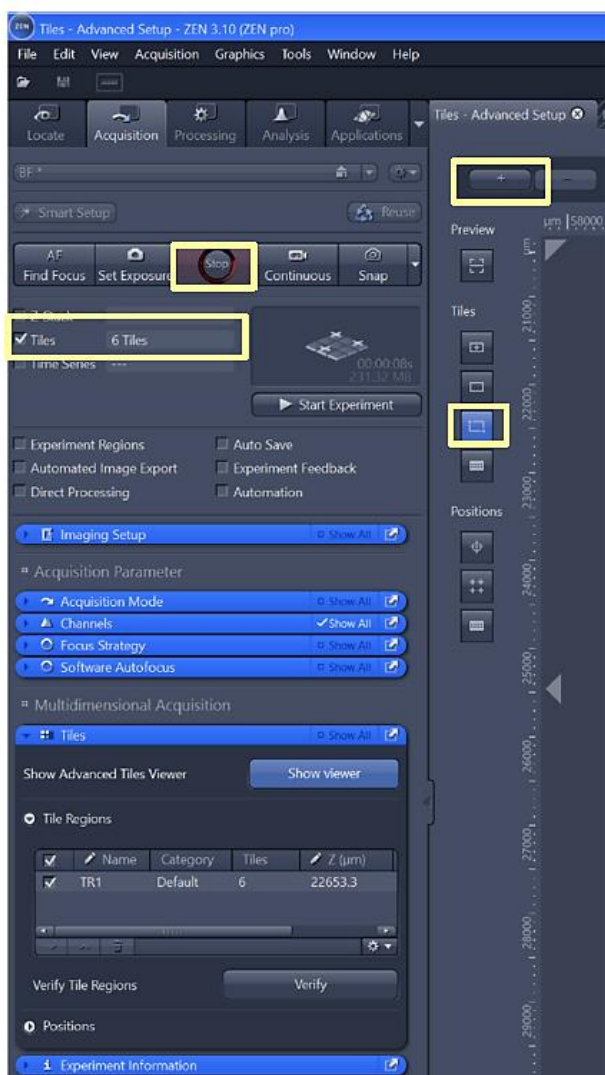 Tiles - Advanced Setup - ZEN 3.10 (ZEN pro)
File Edit View Acquisition Graphics Tools Window Help
Locate Acquisition Processing Analysis Applications
Tiles - Advanced Setup
BF *
Smart Setup Reuse
AF Find Focus
Set Exposure
Stop
Continuous
Snap
Z Stack
Tiles 6 Tiles
Time Series ---
00:00:08s
231.32 MB
Start Experiment
Experiment Regions Auto Save
Automated Image Export Experiment Feedback
Direct Processing Automation
Imaging Setup Show All
Acquisition Parameter
Acquisition Mode Show All
Channels Show All
Focus Strategy Show All
Software Autofocus Show All
Multidimensional Acquisition
Tiles Show All
Show Advanced Tiles Viewer Show viewer
Tile Regions
Name Category Tiles Z (µm)
TR1 Default 6 22653.3
Verify Tile Regions Verify
Positions
Experiment Information
+ -
Preview
µm 58000
µm
Tiles
Positions
21000
22000
23000
24000
25000
26000
27000
28000
29000